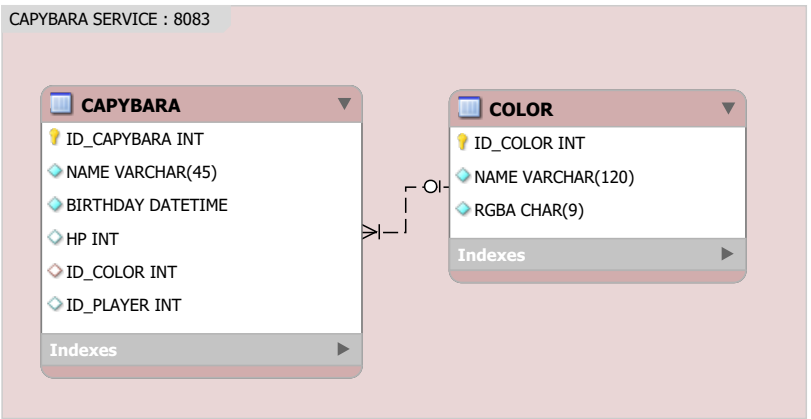 CAPYBARA SERVICE : 8083
CAPYBARA
ID_CAPYBARA INT
NAME VARCHAR(45)
BIRTHDAY DATETIME
HP INT
ID_COLOR INT
ID_PLAYER INT
Indexes
COLOR
ID_COLOR INT
NAME VARCHAR(120)
RGBA CHAR(9)
Indexes